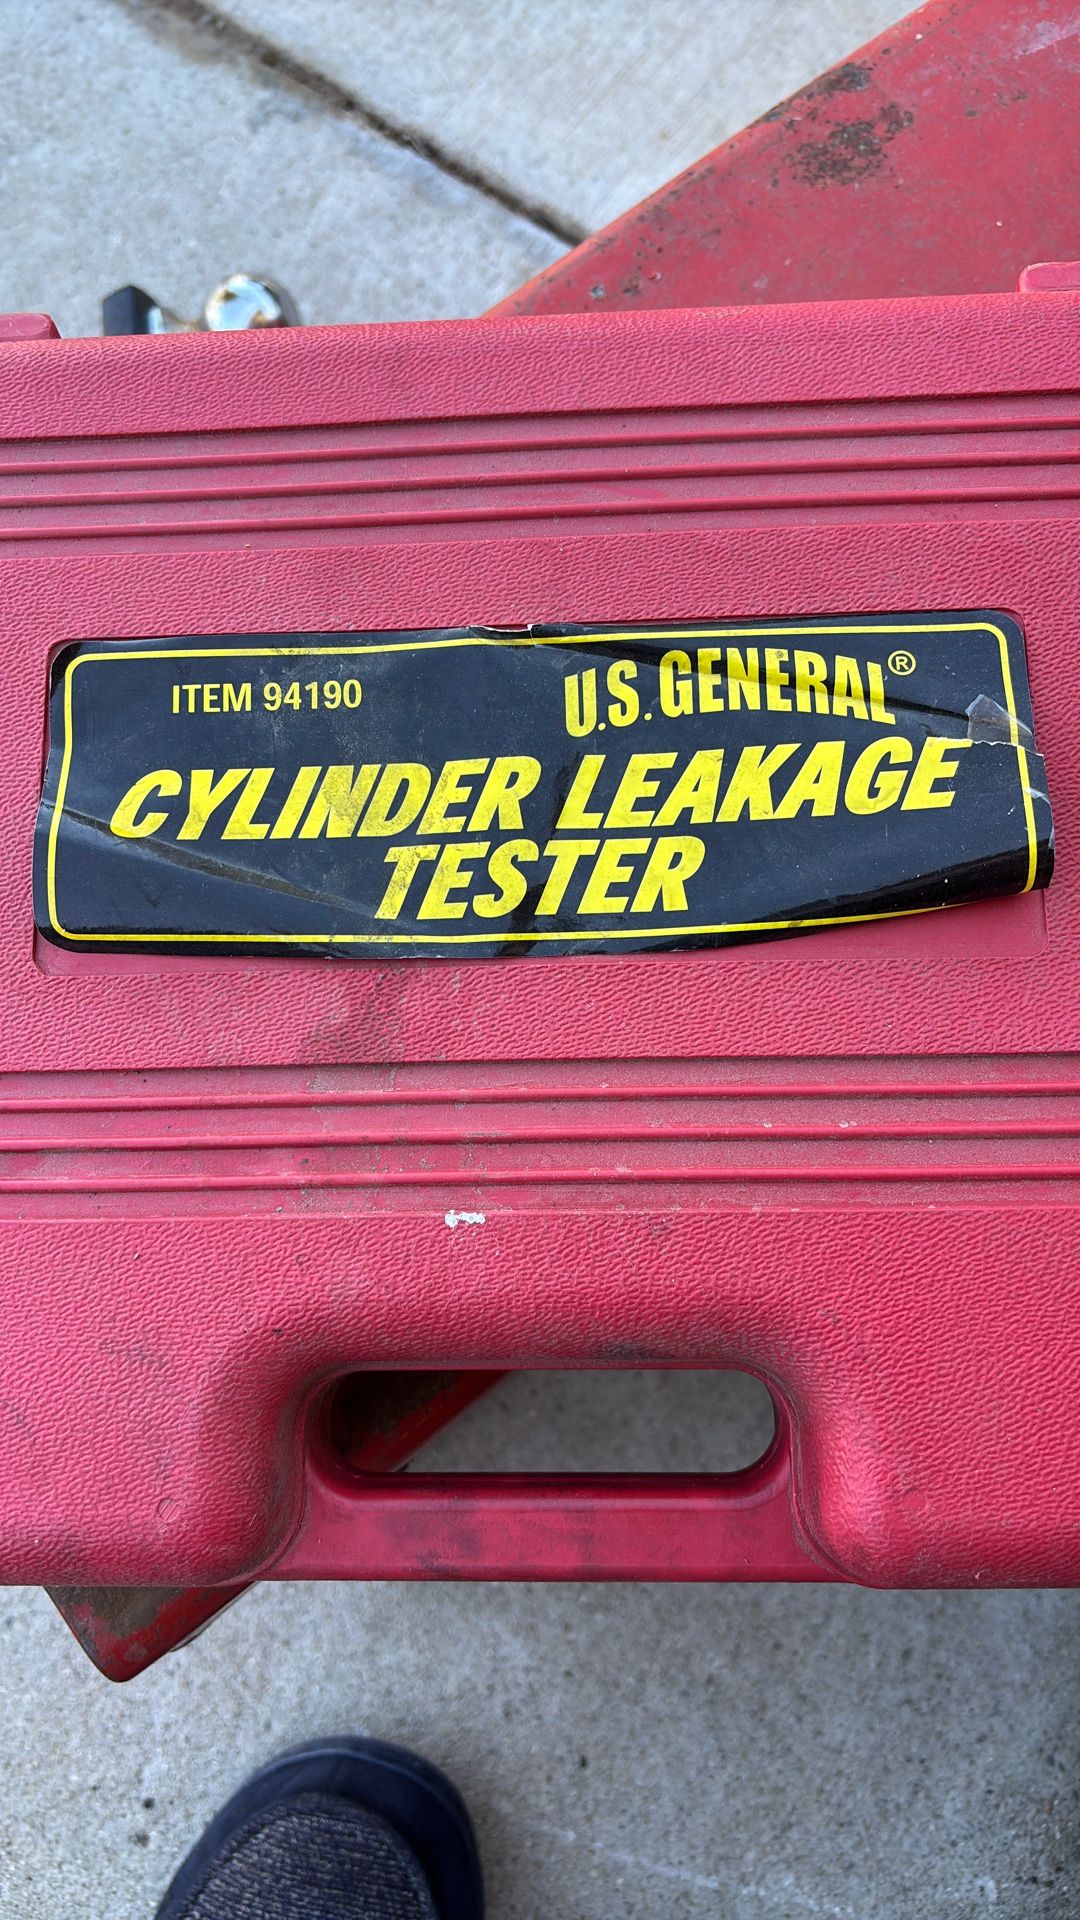 ITEM 94190
U.S. GENERAL®
CYLINDER LEAKAGE
TESTER